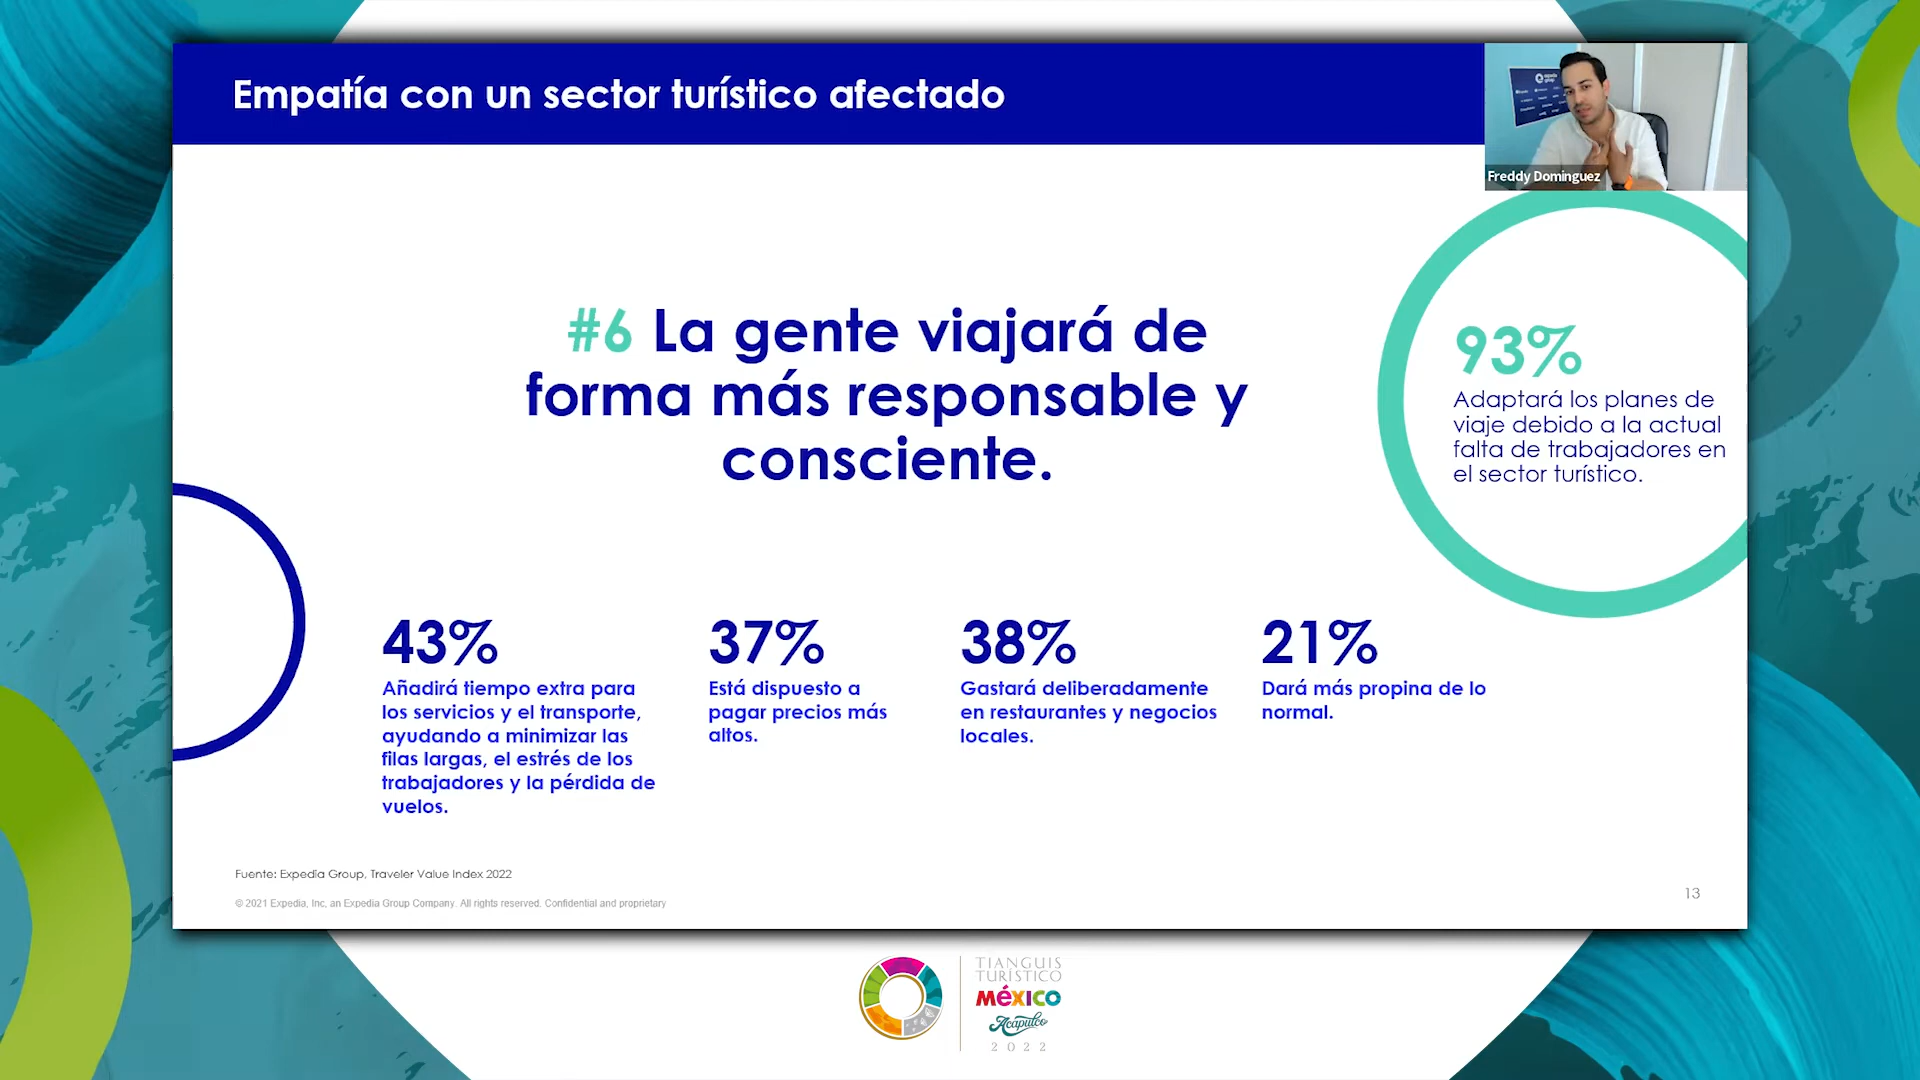 Empatía con un sector turístico afectado
expedia group
Freddy Dominguez
#6 La gente viajará de
forma más responsable y
consciente.
93%
Adaptará los planes de
viaje debido a la actual
falta de trabajadores en
el sector turístico.
43%
Añadirá tiempo extra para
los servicios y el transporte,
ayudando a minimizar las
filas largas, el estrés de los
trabajadores y la pérdida de
vuelos.
37%
Está dispuesto a
pagar precios más
altos.
38%
Gastará deliberadamente
en restaurantes y negocios
locales.
21%
Dará más propina de lo
normal.
Fuente: Expedia Group, Traveler Value Index 2022
© 2021 Expedia, Inc, an Expedia Group Company. All rights reserved. Confidential and proprietary
13
TIANGUIS
TURÍSTICO
MéXICO
Acapulco
2022